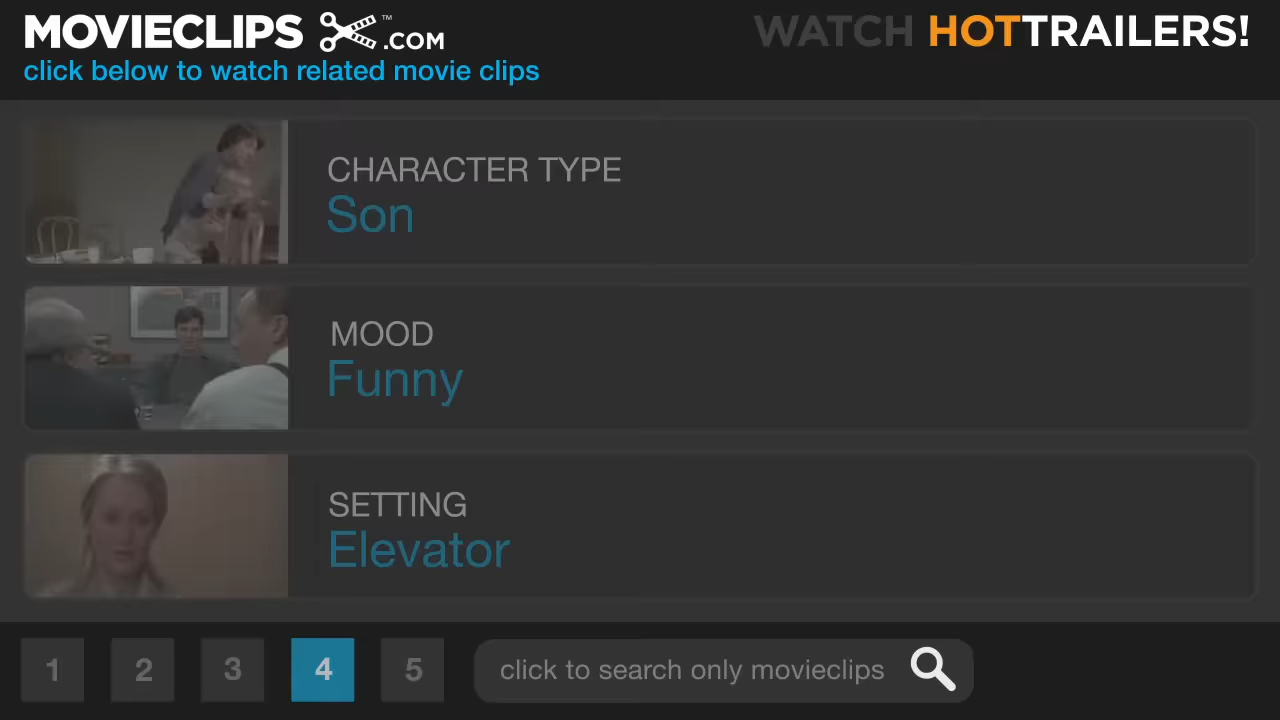 MOVIECLIPS ™.COM
WATCH HOTTRAILERS!
click below to watch related movie clips
CHARACTER TYPE
Son
MOOD
Funny
SETTING
Elevator
1 2 3 4 5 click to search only movieclips